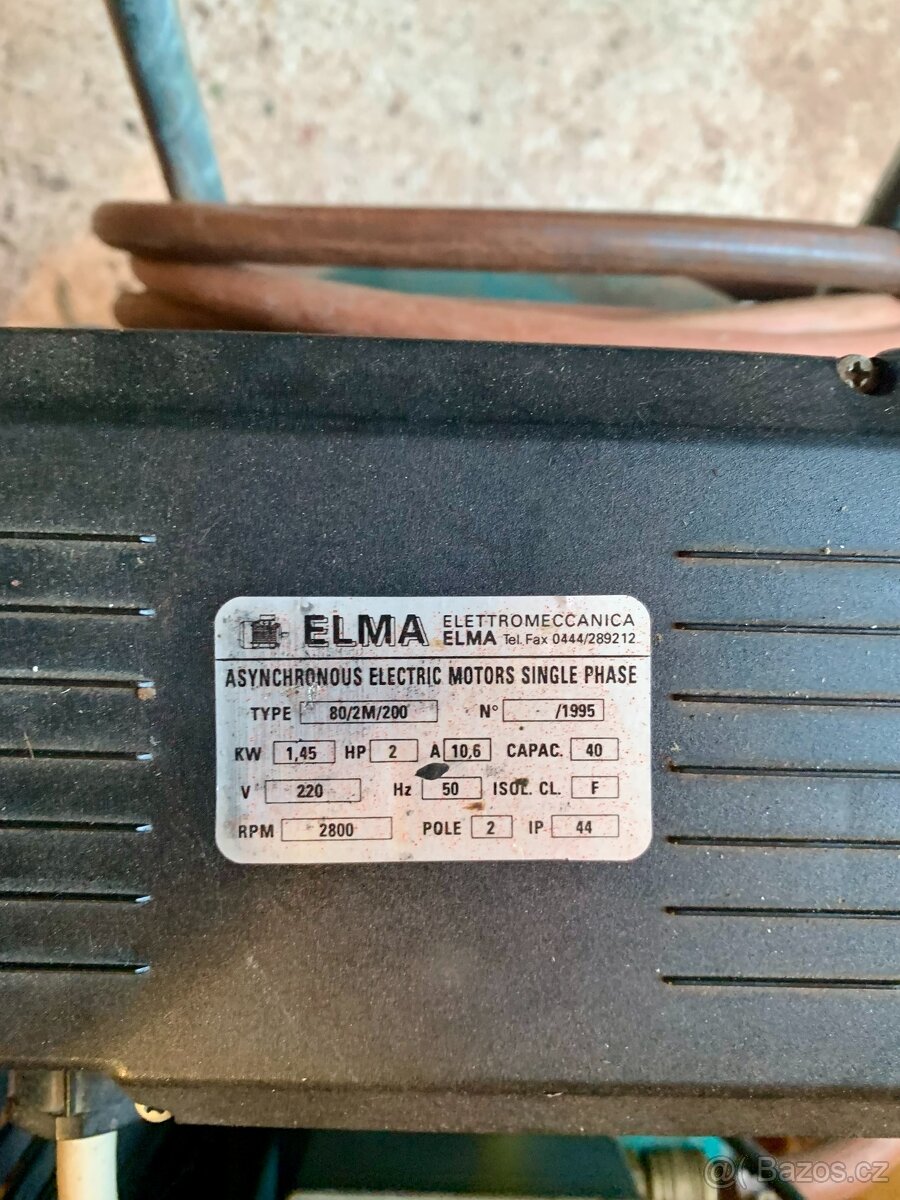 ELMA ELETTROMECCANICA
ELMA Tel. Fax 0444/289212
ASYNCHRONOUS ELECTRIC MOTORS SINGLE PHASE
TYPE 80/2M/200 N° /1995
KW 1,45 HP 2 A 10,6 CAPAC. 40
V 220 Hz 50 ISOL. CL. F
RPM 2800 POLE 2 IP 44
Bazos.cz